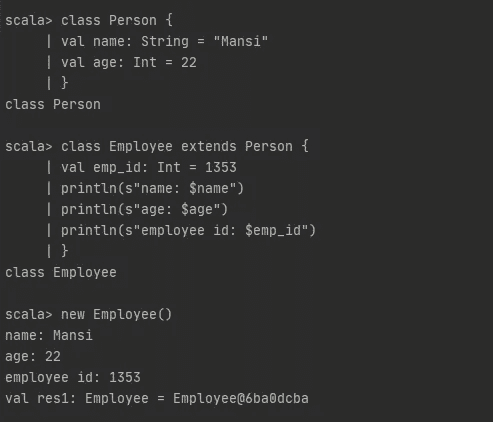 scala> class Person {
     | val name: String = "Mansi"
     | val age: Int = 22
     | }
class Person
scala> class Employee extends Person {
     | val emp_id: Int = 1353
     | println(s"name: $name")
     | println(s"age: $age")
     | println(s"employee id: $emp_id")
     | }
class Employee
scala> new Employee()
name: Mansi
age: 22
employee id: 1353
val res1: Employee = Employee@6ba0dcba